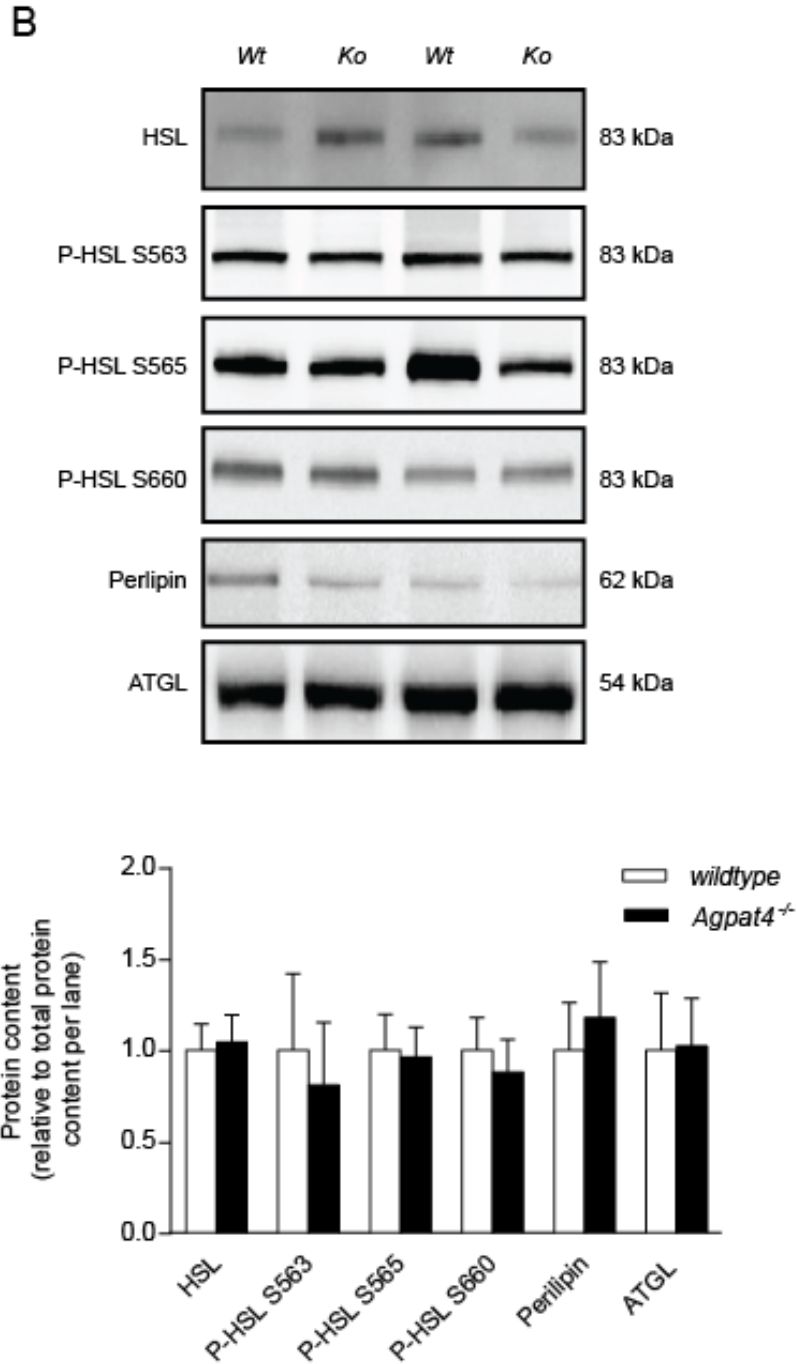 B
Wt Ko Wt Ko
HSL 83 kDa
P-HSL S563 83 kDa
P-HSL S565 83 kDa
P-HSL S660 83 kDa
Perlipin 62 kDa
ATGL 54 kDa
2.0
1.5
1.0
0.5
0.0
Protein content
(relative to total protein
content per lane)
wildtype
Agpat4-/-
HSL
P-HSL S563
P-HSL S565
P-HSL S660
Perilipin
ATGL